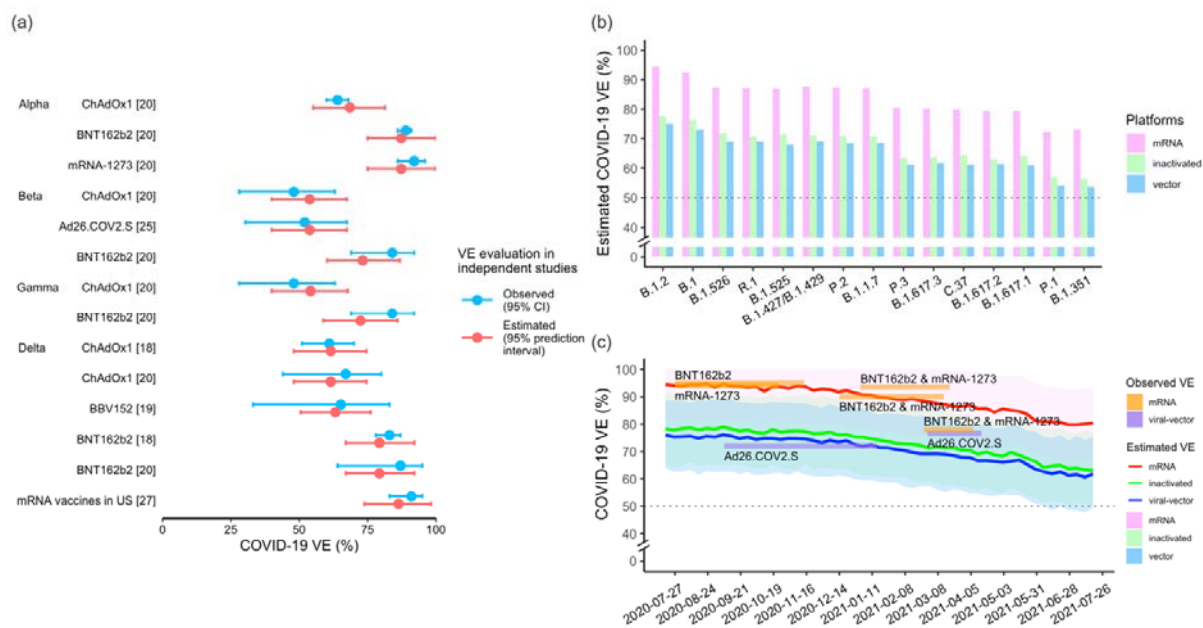 (a)
Alpha ChAdOx1 [20]
BNT162b2 [20]
mRNA-1273 [20]
Beta ChAdOx1 [20]
Ad26.COV2.S [25]
BNT162b2 [20]
Gamma ChAdOx1 [20]
BNT162b2 [20]
Delta ChAdOx1 [18]
ChAdOx1 [20]
BBV152 [19]
BNT162b2 [18]
BNT162b2 [20]
mRNA vaccines in US [27]
0 25 50 75 100
COVID-19 VE (%)
VE evaluation in
independent studies
Observed
(95% CI)
Estimated
(95% prediction
interval)
(b)
Estimated COVID-19 VE (%)
100
90
80
70
60
50
40
0
B.1.2 B.1 B.1.526 R.1 B.1.525 B.1.427/B.1.429 P.2 B.1.1.7 P.3 B.1.617.3 C.37 B.1.617.2 B.1.617.1 P.1 B.1.351
Platforms
mRNA
inactivated
vector
(c)
COVID-19 VE (%)
100
90
80
70
60
50
40
0
BNT162b2
mRNA-1273
BNT162b2 & mRNA-1273
BNT162b2 & mRNA-1273
BNT162b2 & mRNA-1273
Ad26.COV2.S
Ad26.COV2.S
2020-07-27 2020-08-24 2020-09-21 2020-10-19 2020-11-16 2020-12-14 2021-01-11 2021-02-08 2021-03-08 2021-04-05 2021-05-03 2021-05-31 2021-06-28 2021-07-26
Observed VE
mRNA
viral-vector
Estimated VE
mRNA
inactivated
viral-vector
mRNA
inactivated
vector